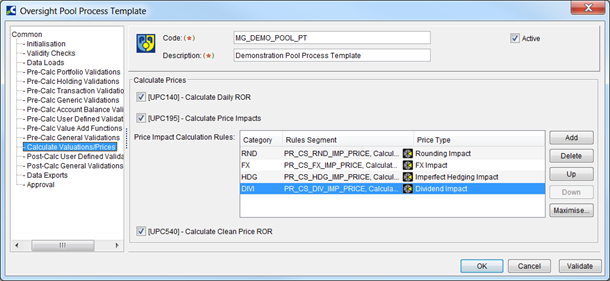 Oversight Pool Process Template
Common
Initialisation
Validity Checks
Data Loads
Pre-Calc Portfolio Validations
Pre-Calc Holding Validations
Pre-Calc Transaction Validation
Pre-Calc Generic Validations
Pre-Calc Account Balance Vali
Pre-Calc User Defined Validati
Pre-Calc Value Add Functions
Pre-Calc General Validations
Calculate Valuations/Prices
Post-Calc User Defined Valida
Post-Calc General Validations
Data Exports
Approval
Code: (★) MG_DEMO_POOL_PT
Active
Description: (★) Demonstration Pool Process Template
Calculate Prices
[UPC140] - Calculate Daily ROR
[UPC195] - Calculate Price Impacts
Price Impact Calculation Rules:
Category Rules Segment Price Type
RND PR_CS_RND_IMP_PRICE, Calcul... Rounding Impact
FX PR_CS_FX_IMP_PRICE, Calculat... FX Impact
HDG PR_CS_HDG_IMP_PRICE, Calcul... Imperfect Hedging Impact
DIVI PR_CS_DIV_IMP_PRICE, Calcula... Dividend Impact
Add
Delete
Up
Down
Maximise...
[UPC540] - Calculate Clean Price ROR
OK Cancel Validate